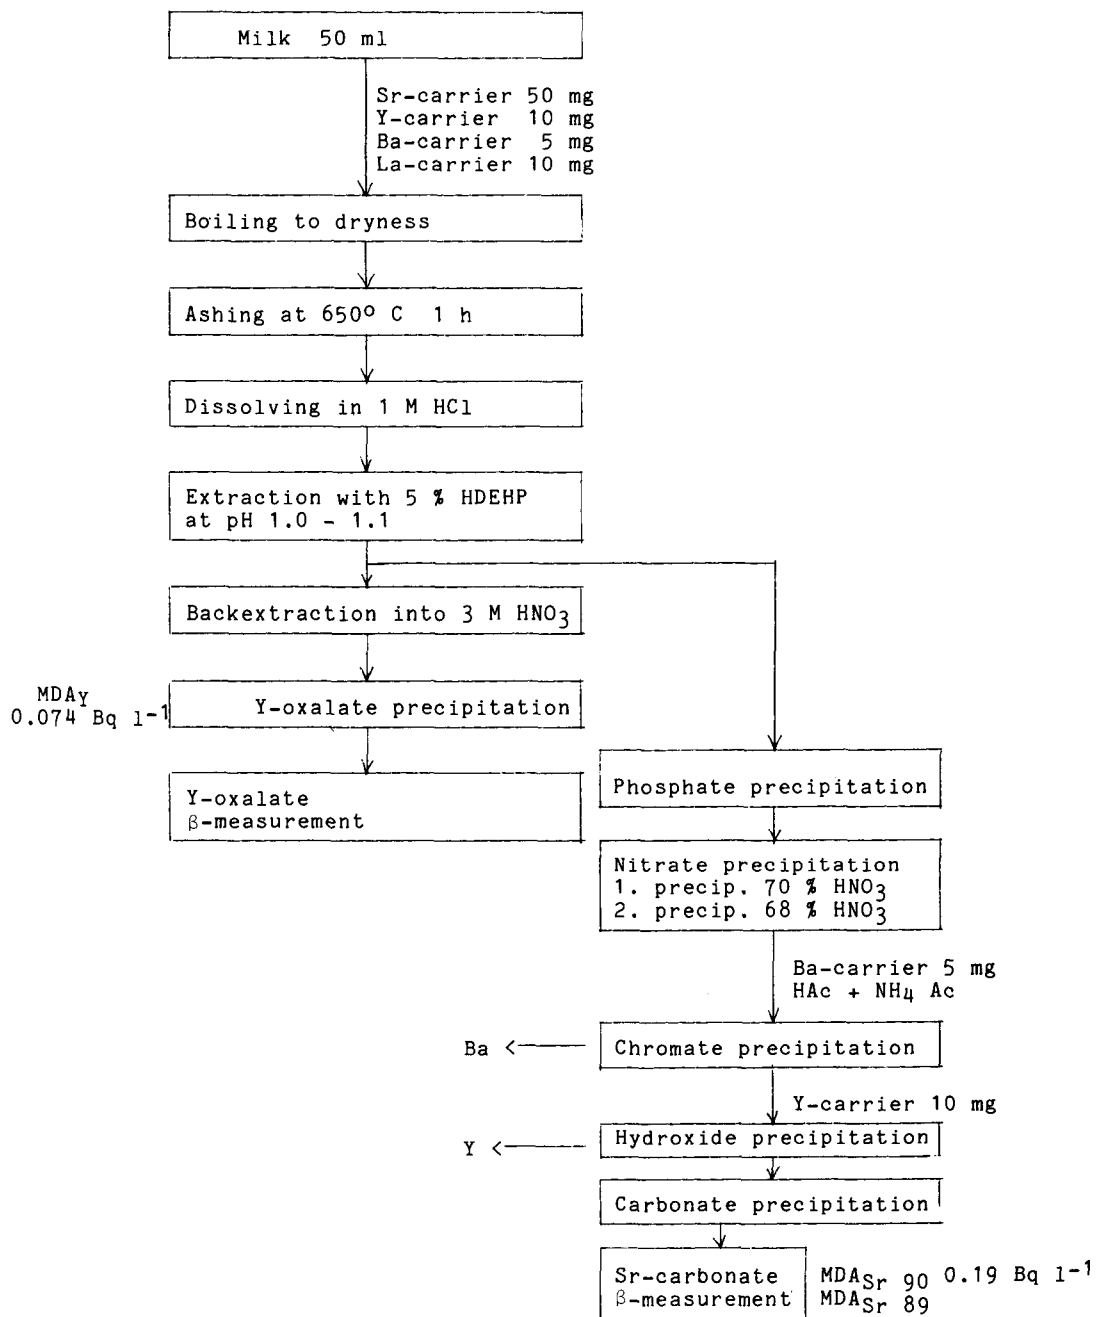 Milk 50 ml
Sr-carrier 50 mg
Y-carrier 10 mg
Ba-carrier 5 mg
La-carrier 10 mg
Boiling to dryness
Ashing at 650º C 1 h
Dissolving in 1 M HCl
Extraction with 5 % HDEHP
at pH 1.0 - 1.1
Backextraction into 3 M HNO3
MDAY
0.074 Bq l-1
Y-oxalate precipitation
Y-oxalate
β-measurement
Phosphate precipitation
Nitrate precipitation
1. precip. 70 % HNO3
2. precip. 68 % HNO3
Ba-carrier 5 mg
HAc + NH4 Ac
Ba
Chromate precipitation
Y-carrier 10 mg
Y
Hydroxide precipitation
Carbonate precipitation
Sr-carbonate
β-measurement
MDASr 90 0.19 Bq l-1
MDASr 89